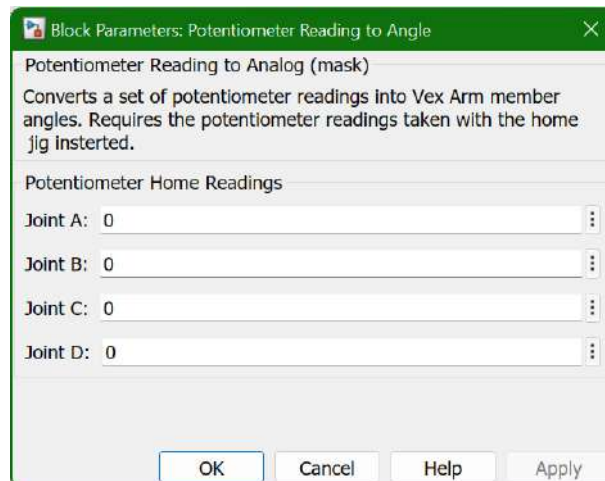 Block Parameters: Potentiometer Reading to Angle
Potentiometer Reading to Analog (mask)
Converts a set of potentiometer readings into Vex Arm member
angles. Requires the potentiometer readings taken with the home
jig insterted.
Potentiometer Home Readings
Joint A: 0
Joint B: 0
Joint C: 0
Joint D: 0
OK Cancel Help Apply